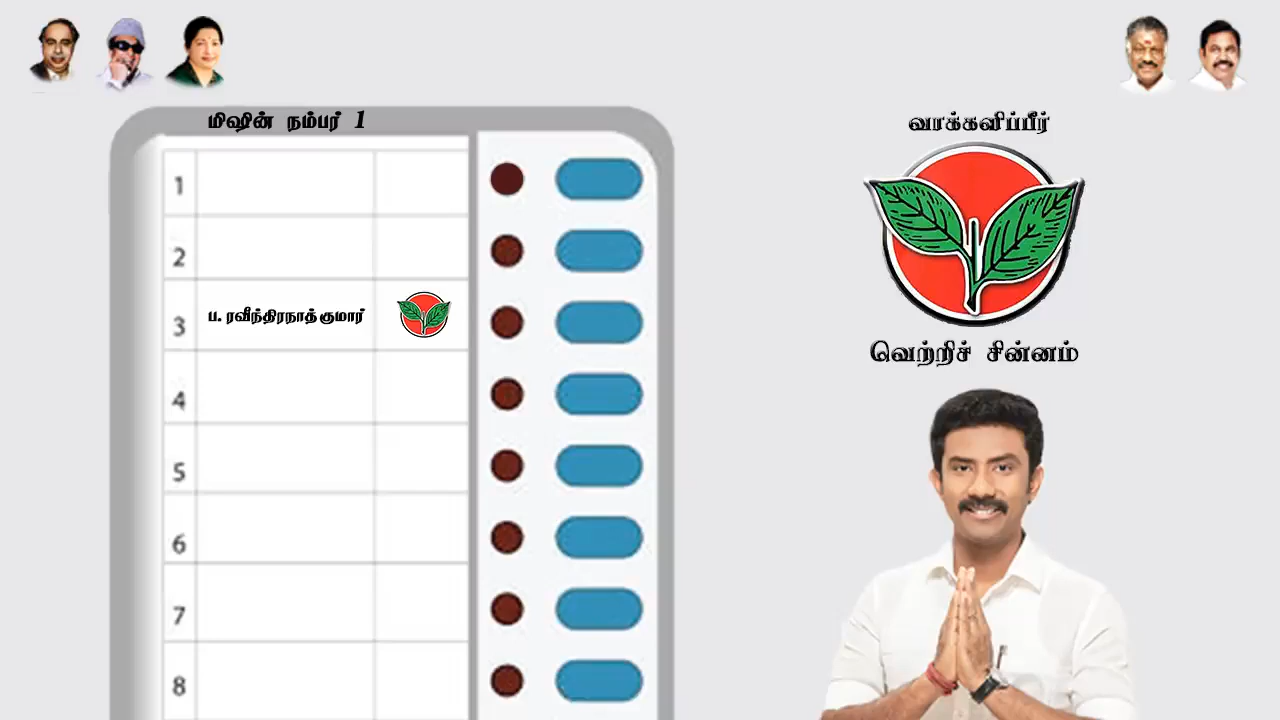 மிஷின் நம்பர் 1
1
2
3 ப. ரவீந்திரநாத் குமார்
4
5
6
7
8
வாக்களிப்பீர்
வெற்றிச் சின்னம்